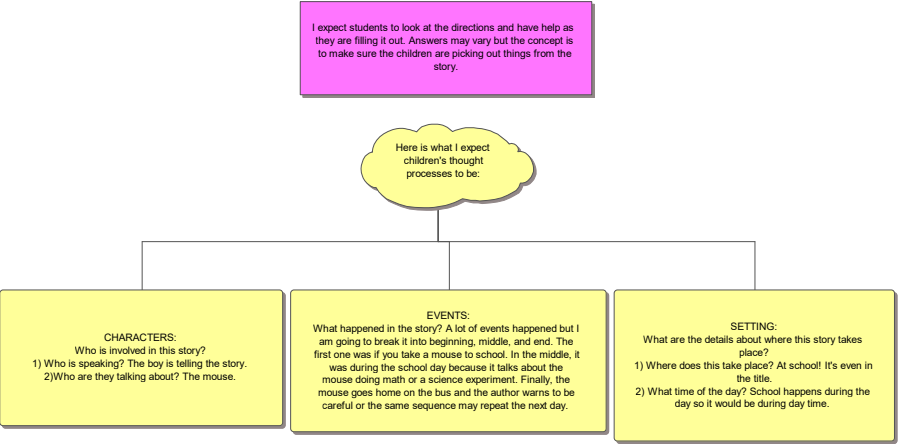 I expect students to look at the directions and have help as
they are filling it out. Answers may vary but the concept is
to make sure the children are picking out things from the
story.
Here is what I expect
children's thought
processes to be:
CHARACTERS:
Who is involved in this story?
1) Who is speaking? The boy is telling the story.
2)Who are they talking about? The mouse.
EVENTS:
What happened in the story? A lot of events happened but I
am going to break it into beginning, middle, and end. The
first one was if you take a mouse to school. In the middle, it
was during the school day because it talks about the
mouse doing math or a science experiment. Finally, the
mouse goes home on the bus and the author warns to be
careful or the same sequence may repeat the next day.
SETTING:
What are the details about where this story takes
place?
1) Where does this take place? At school! It's even in
the title.
2) What time of the day? School happens during the
day so it would be during day time.